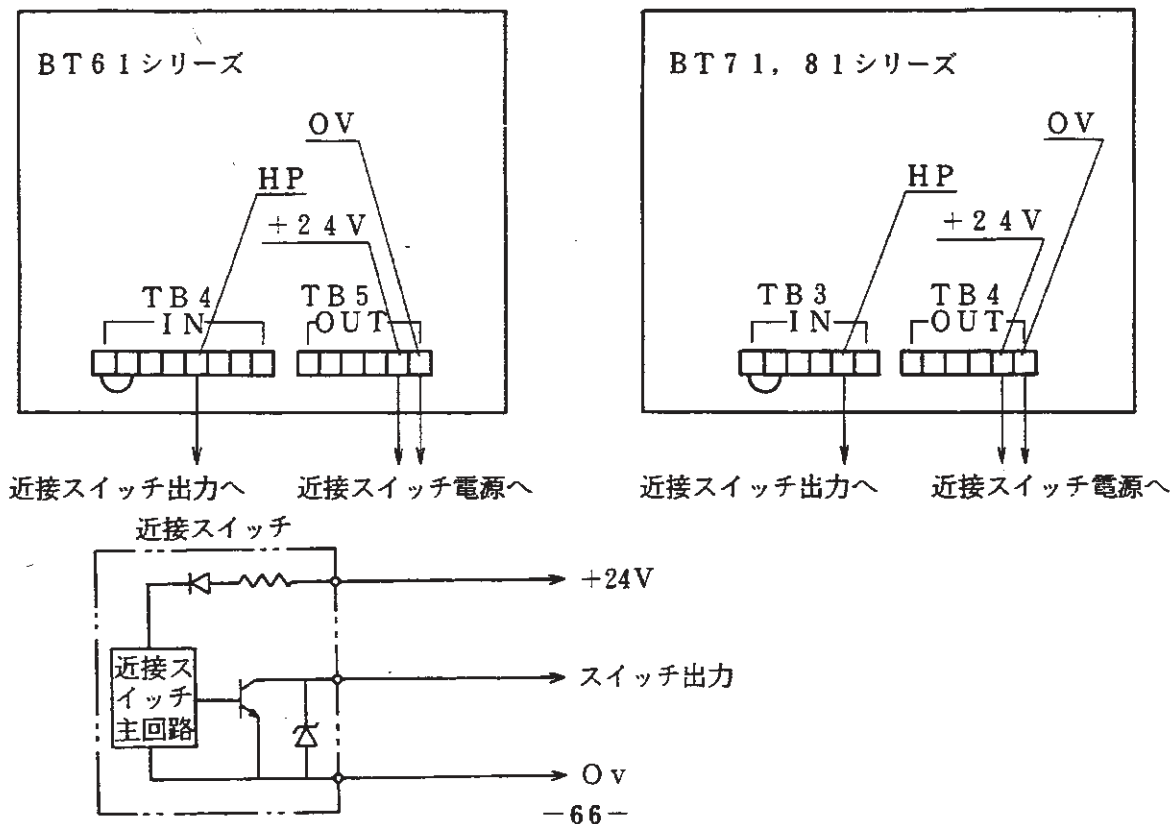 BT61シリーズ
OV
HP
+24V
TB4
IN
TB5
OUT
近接スイッチ出力へ
近接スイッチ電源へ
BT71, 81シリーズ
OV
HP
+24V
TB3
IN
TB4
OUT
近接スイッチ出力へ
近接スイッチ電源へ
近接スイッチ
+24V
近接ス
イッチ
主回路
スイッチ出力
Ov
-66-